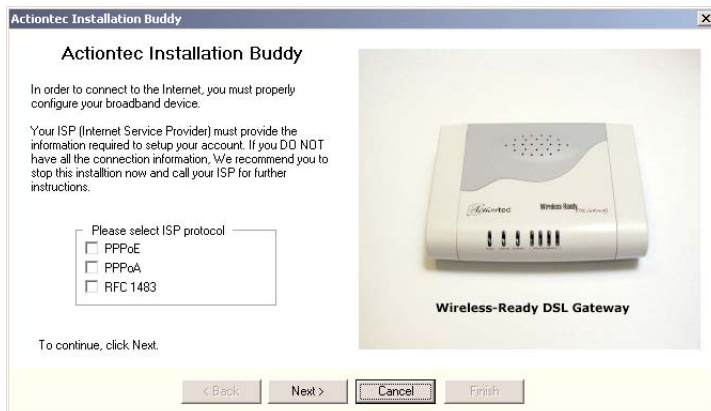 Actiontec Installation Buddy
Actiontec Installation Buddy
In order to connect to the Internet, you must properly
configure your broadband device.
Your ISP (Internet Service Provider) must provide the
information required to setup your account. If you DO NOT
have all the connection information, We recommend you to
stop this installtion now and call your ISP for further
instructions.
Please select ISP protocol
PPPoE
PPPoA
RFC 1483
To continue, click Next.
Actiontec
Wireless-Ready DSL Gateway
Wireless-Ready DSL Gateway
< Back
Next >
Cancel
Finish